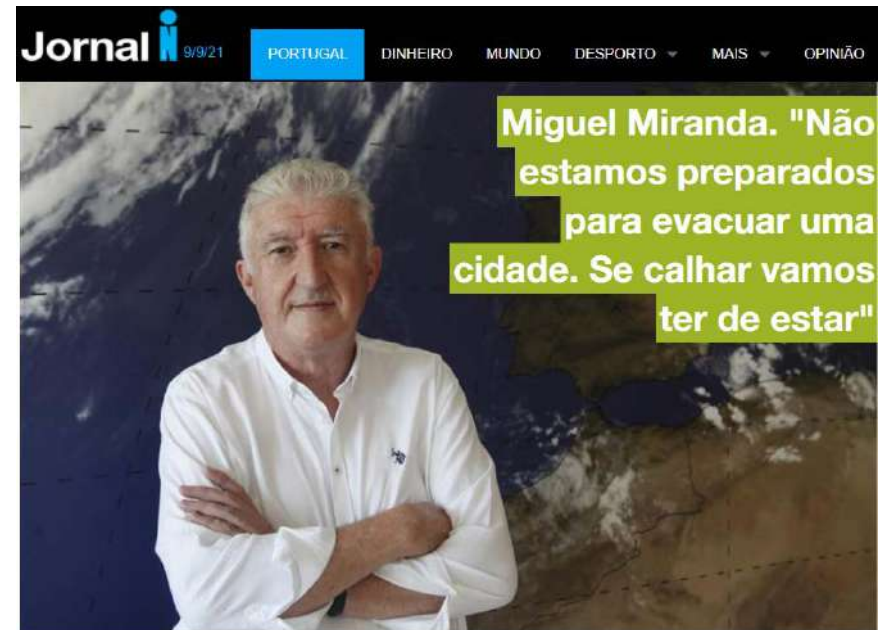 Jornal i 9/9/21 PORTUGAL DINHEIRO MUNDO DESPORTO MAIS OPINIÃO
Miguel Miranda. "Não
estamos preparados
para evacuar uma
cidade. Se calhar vamos
ter de estar"